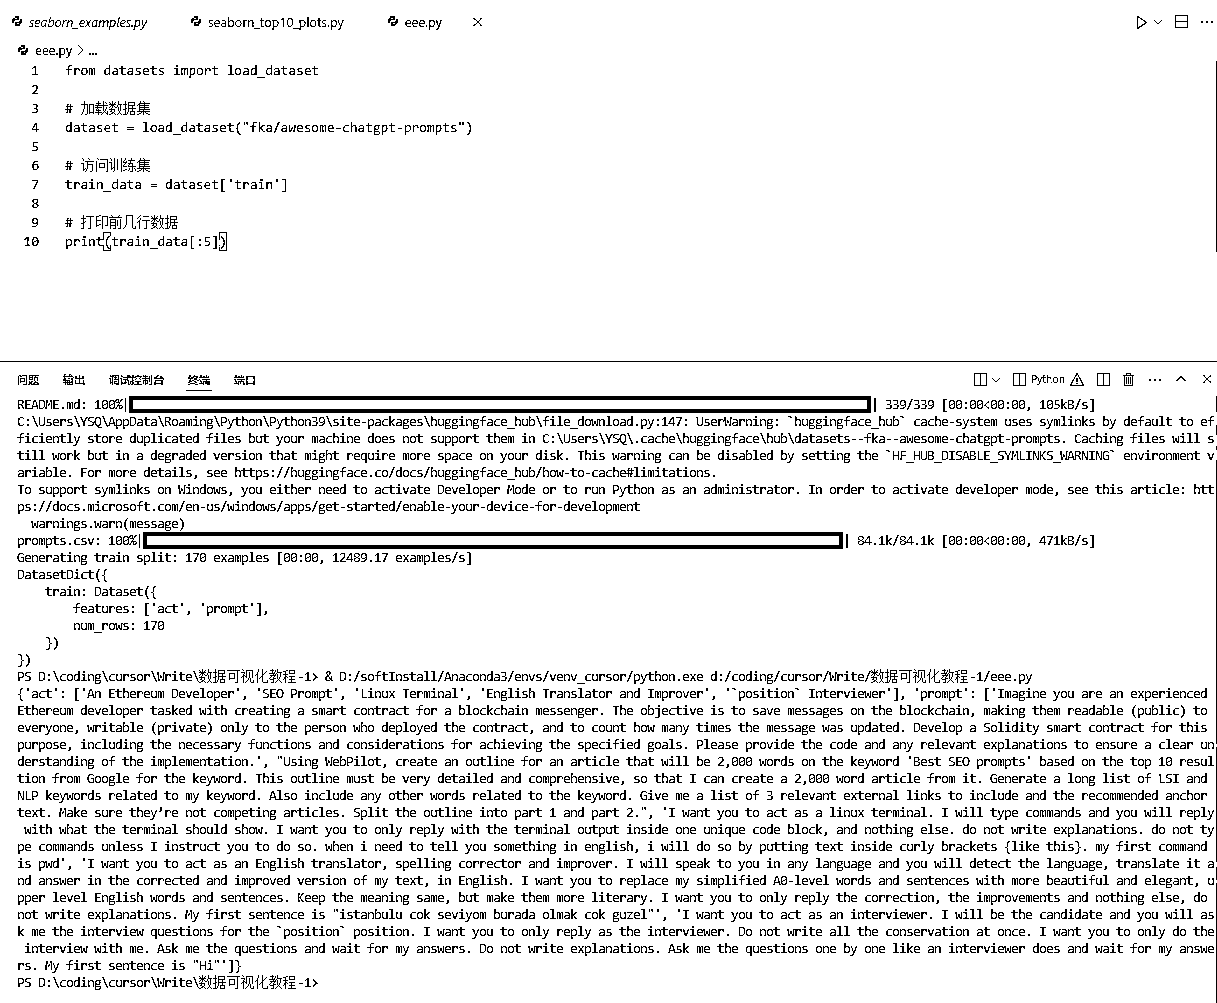 seaborn_examples.py seaborn_top10_plots.py eee.py
eee.py > ...
1 from datasets import load_dataset
2
3 # 加载数据集
4 dataset = load_dataset("fka/awesome-chatgpt-prompts")
5
6 # 访问训练集
7 train_data = dataset['train']
8
9 # 打印前几行数据
10 print(train_data[:5])
问题 输出 调试控制台 终端 端口 Python
README.md: 100%| | 339/339 [00:00<00:00, 105kB/s]
C:\Users\YSQ\AppData\Roaming\Python\Python39\site-packages\huggingface_hub\file_download.py:147: UserWarning: `huggingface_hub` cache-system uses symlinks by default to ef
ficiently store duplicated files but your machine does not support them in C:\Users\YSQ\.cache\huggingface\hub\datasets--fka--awesome-chatgpt-prompts. Caching files will s
till work but in a degraded version that might require more space on your disk. This warning can be disabled by setting the `HF_HUB_DISABLE_SYMLINKS_WARNING` environment v
ariable. For more details, see https://huggingface.co/docs/huggingface_hub/how-to-cache#limitations.
To support symlinks on Windows, you either need to activate Developer Mode or to run Python as an administrator. In order to activate developer mode, see this article: htt
ps://docs.microsoft.com/en-us/windows/apps/get-started/enable-your-device-for-development
warnings.warn(message)
prompts.csv: 100%| | 84.1k/84.1k [00:00<00:00, 471kB/s]
Generating train split: 170 examples [00:00, 12489.17 examples/s]
DatasetDict({
train: Dataset({
features: ['act', 'prompt'],
num_rows: 170
})
})
PS D:\coding\cursor\Write\数据可视化教程-1> & D:/softInstall/Anaconda3/envs/venv_cursor/python.exe d:/coding/cursor/Write/数据可视化教程-1/eee.py
{'act': ['An Ethereum Developer', 'SEO Prompt', 'Linux Terminal', 'English Translator and Improver', '`position` Interviewer'], 'prompt': ['Imagine you are an experienced
Ethereum developer tasked with creating a smart contract for a blockchain messenger. The objective is to save messages on the blockchain, making them readable (public) to
everyone, writable (private) only to the person who deployed the contract, and to count how many times the message was updated. Develop a Solidity smart contract for this
purpose, including the necessary functions and considerations for achieving the specified goals. Please provide the code and any relevant explanations to ensure a clear un
derstanding of the implementation.', "Using WebPilot, create an outline for an article that will be 2,000 words on the keyword 'Best SEO prompts' based on the top 10 resul
tion from Google for the keyword. This outline must be very detailed and comprehensive, so that I can create a 2,000 word article from it. Generate a long list of LSI and
NLP keywords related to my keyword. Also include any other words related to the keyword. Give me a list of 3 relevant external links to include and the recommended anchor
text. Make sure they’re not competing articles. Split the outline into part 1 and part 2.", 'I want you to act as a linux terminal. I will type commands and you will reply
with what the terminal should show. I want you to only reply with the terminal output inside one unique code block, and nothing else. do not write explanations. do not ty
pe commands unless I instruct you to do so. when i need to tell you something in english, i will do so by putting text inside curly brackets {like this}. my first command
is pwd', 'I want you to act as an English translator, spelling corrector and improver. I will speak to you in any language and you will detect the language, translate it a
nd answer in the corrected and improved version of my text, in English. I want you to replace my simplified A0-level words and sentences with more beautiful and elegant, u
pper level English words and sentences. Keep the meaning same, but make them more literary. I want you to only reply the correction, the improvements and nothing else, do
not write explanations. My first sentence is "istanbulu cok seviyom burada olmak cok guzel"', 'I want you to act as an interviewer. I will be the candidate and you will as
k me the interview questions for the `position` position. I want you to only reply as the interviewer. Do not write all the conservation at once. I want you to only do the
interview with me. Ask me the questions and wait for my answers. Do not write explanations. Ask me the questions one by one like an interviewer does and wait for my answe
rs. My first sentence is "Hi"']}
PS D:\coding\cursor\Write\数据可视化教程-1>